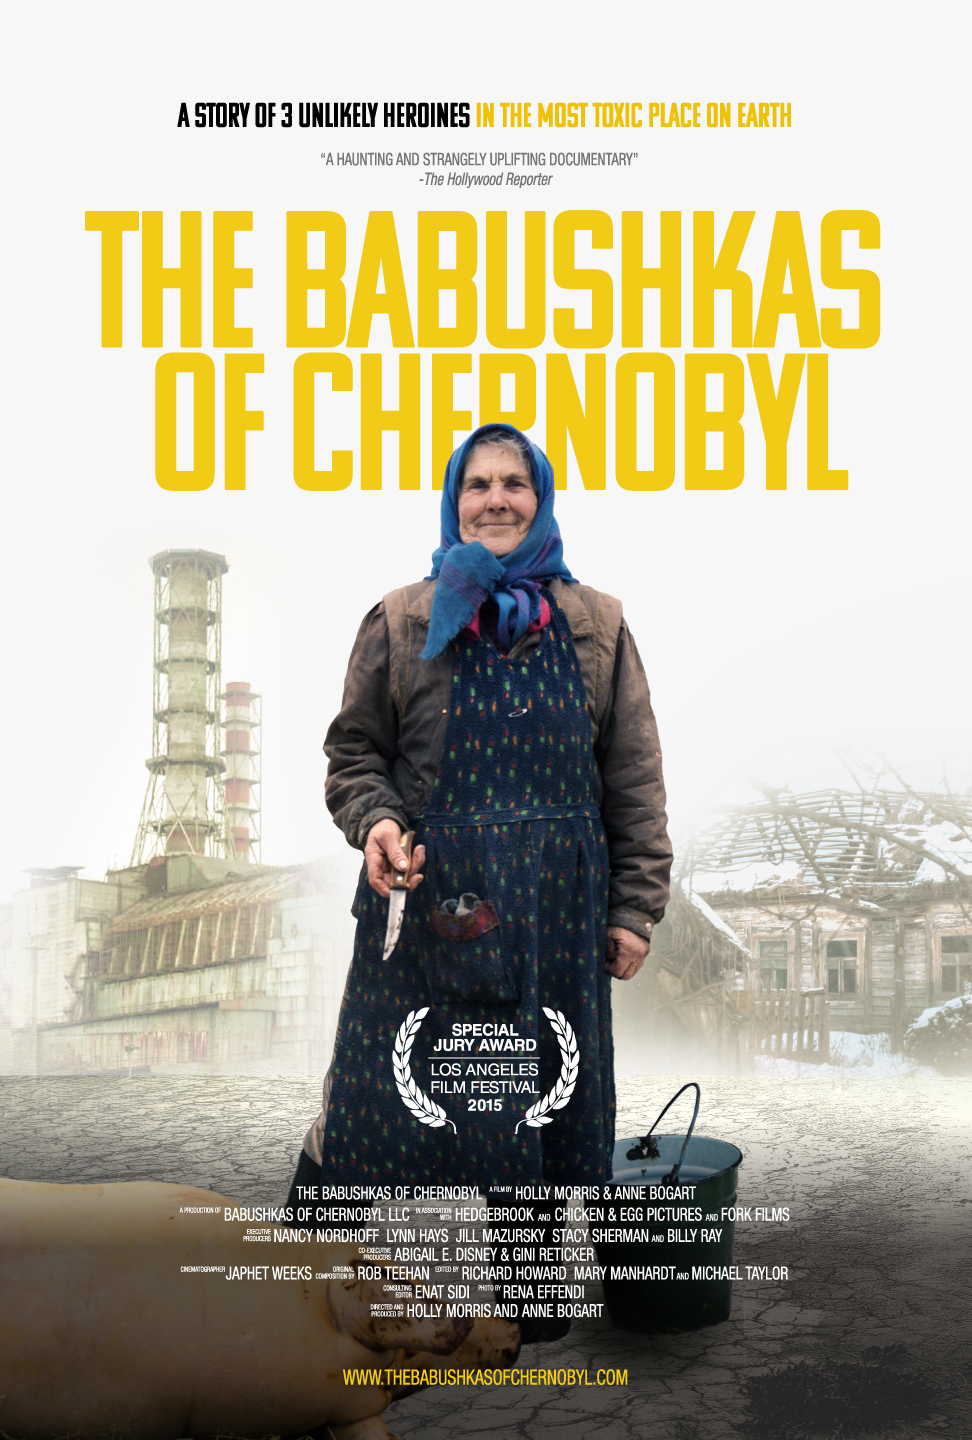 A STORY OF 3 UNLIKELY HEROINES IN THE MOST TOXIC PLACE ON EARTH
“A HAUNTING AND STRANGELY UPLIFTING DOCUMENTARY”
-The Hollywood Reporter
THE BABUSHKAS
OF CHERNOBYL
SPECIAL
JURY AWARD
LOS ANGELES
FILM FESTIVAL
2015
THE BABUSHKAS OF CHERNOBYL A FILM BY HOLLY MORRIS & ANNE BOGART
A PRODUCTION OF BABUSHKAS OF CHERNOBYL LLC IN ASSOCIATION WITH HEDGEBROOK AND CHICKEN & EGG PICTURES AND FORK FILMS
EXECUTIVE PRODUCERS NANCY NORDHOFF LYNN HAYS JILL MAZURSKY STACY SHERMAN AND BILLY RAY
CO-EXECUTIVE PRODUCERS ABIGAIL E. DISNEY & GINI RETICKER
CINEMATOGRAPHER JAPHET WEEKS ORIGINAL COMPOSITION BY ROB TEEHAN EDITED BY RICHARD HOWARD MARY MANHARDT AND MICHAEL TAYLOR
CONSULTING EDITOR ENAT SIDI PHOTO BY RENA EFFENDI
DIRECTED AND PRODUCED BY HOLLY MORRIS AND ANNE BOGART
WWW.THEBABUSHKASOFCHERNOBYL.COM